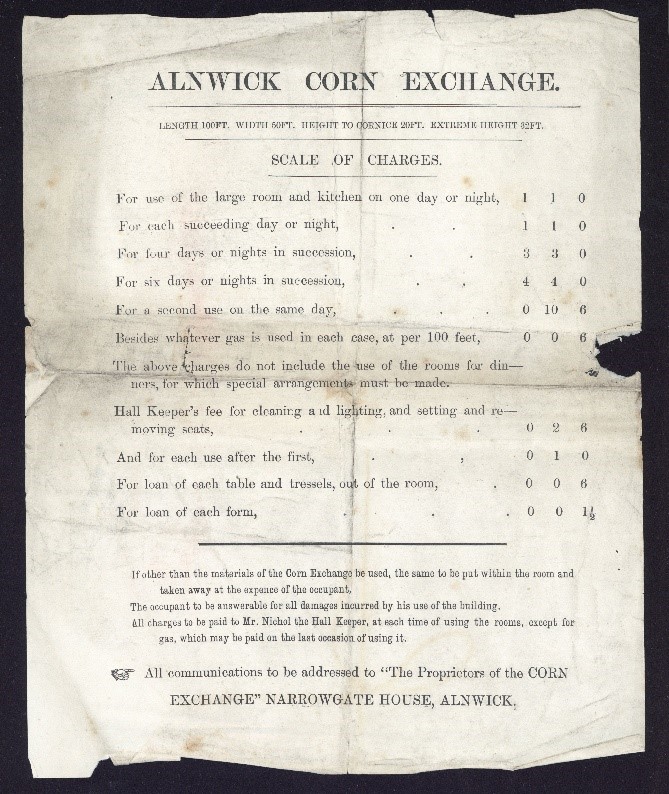 ALNWICK CORN EXCHANGE.
LENGTH 100FT. WIDTH 50FT. HEIGHT TO CORNICE 20FT. EXTREME HEIGHT 32FT.
SCALE OF CHARGES.
For use of the large room and kitchen on one day or night, 1 1 0
For each succeeding day or night, . . 1 1 0
For four days or nights in succession, . . 3 3 0
For six days or nights in succession, . . 4 4 0
For a second use on the same day, . . . 0 10 6
Besides whatever gas is used in each case, at per 100 feet, 0 0 6
The above charges do not include the use of the rooms for din—
ners, for which special arrangements must be made.
Hall Keeper's fee for cleaning and lighting, and setting and re—
moving seats, . . . 0 2 6
And for each use after the first, . , . 0 1 0
For loan of each table and tressels, out of the room, . 0 0 6
For loan of each form, . . . 0 0 1½
If other than the materials of the Corn Exchange be used, the same to be put within the room and
taken away at the expence of the occupant,
The occupant to be answerable for all damages incurred by his use of the building.
All charges to be paid to Mr. Nichol the Hall Keeper, at each time of using the rooms, except for
gas, which may be paid on the last occasion of using it.
☞ All communications to be addressed to "The Proprietors of the CORN
EXCHANGE" NARROWGATE HOUSE, ALNWICK.